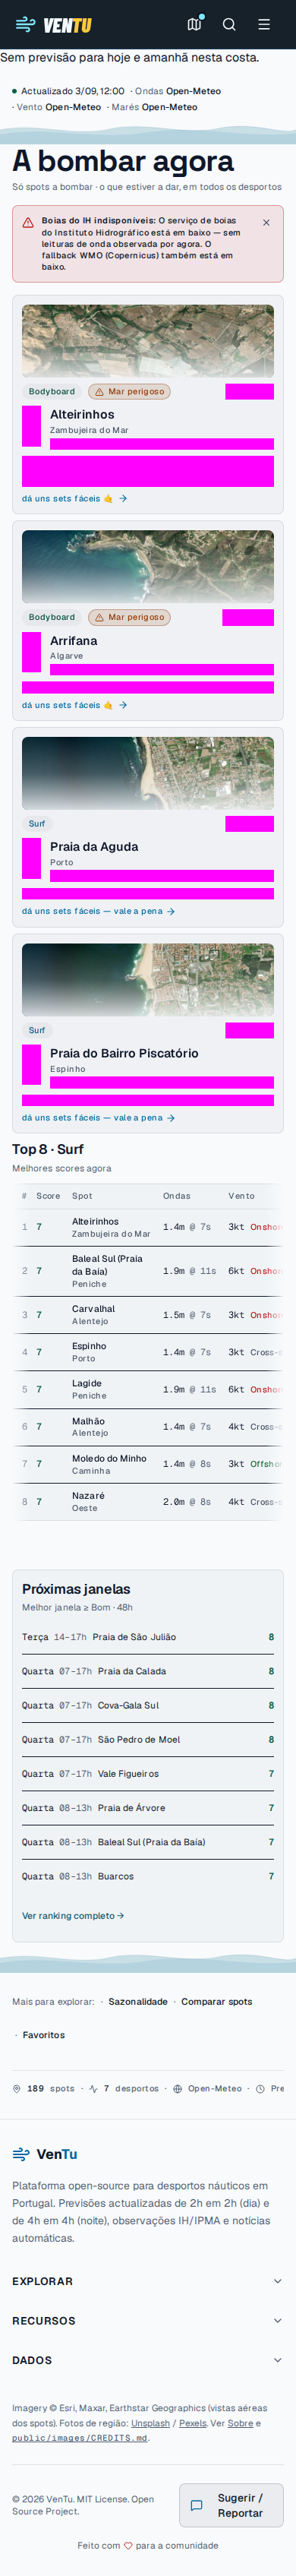 VENTU
Sem previsão para hoje e amanhã nesta costa.
Actualizado 3/09, 12:00 · Ondas Open-Meteo
· Vento Open-Meteo · Marés Open-Meteo
A bombar agora
Só spots a bombar · o que estiver a dar, em todos os desportos
Boias do IH indisponíveis: O serviço de boias
do Instituto Hidrográfico está em baixo — sem
leituras de onda observada por agora. O
fallback WMO (Copernicus) também está em
baixo.
Bodyboard Mar perigoso
Alteirinhos
Zambujeira do Mar
dá uns sets fáceis 🤙 →
Bodyboard Mar perigoso
Arrifana
Algarve
dá uns sets fáceis 🤙 →
Surf
Praia da Aguda
Porto
dá uns sets fáceis — vale a pena →
Surf
Praia do Bairro Piscatório
Espinho
dá uns sets fáceis — vale a pena →
Top 8 · Surf
Melhores scores agora
# Score Spot Ondas Vento
1 7 Alteirinhos 1.4m @ 7s 3kt Onshor
Zambujeira do Mar
2 7 Baleal Sul (Praia da Baía) 1.9m @ 11s 6kt Onshor
Peniche
3 7 Carvalhal 1.5m @ 7s 3kt Onshor
Alentejo
4 7 Espinho 1.4m @ 7s 3kt Cross-
Porto
5 7 Lagide 1.9m @ 11s 6kt Onshor
Peniche
6 7 Malhão 1.4m @ 7s 4kt Cross-
Alentejo
7 7 Moledo do Minho 1.4m @ 8s 3kt Offshor
Caminha
8 7 Nazaré 2.0m @ 8s 4kt Cross-
Oeste
Próximas janelas
Melhor janela ≥ Bom · 48h
Terça 14–17h Praia de São Julião 8
Quarta 07–17h Praia da Calada 8
Quarta 07–17h Cova-Gala Sul 8
Quarta 07–17h São Pedro de Moel 8
Quarta 07–17h Vale Figueiros 7
Quarta 08–13h Praia de Árvore 7
Quarta 08–13h Baleal Sul (Praia da Baía) 7
Quarta 08–13h Buarcos 7
Ver ranking completo →
Mais para explorar: · Sazonalidade · Comparar spots
· Favoritos
189 spots · 7 desportos · Open-Meteo · Pre
VenTu
Plataforma open-source para desportos náuticos em
Portugal. Previsões actualizadas de 2h em 2h (dia) e
de 4h em 4h (noite), observações IH/IPMA e notícias
automáticas.
EXPLORAR
RECURSOS
DADOS
Imagery © Esri, Maxar, Earthstar Geographics (vistas aéreas
dos spots). Fotos de região: Unsplash / Pexels. Ver Sobre e
public/images/CREDITS.md.
© 2026 VenTu. MIT License. Open
Source Project.
Sugerir /
Reportar
Feito com ♡ para a comunidade